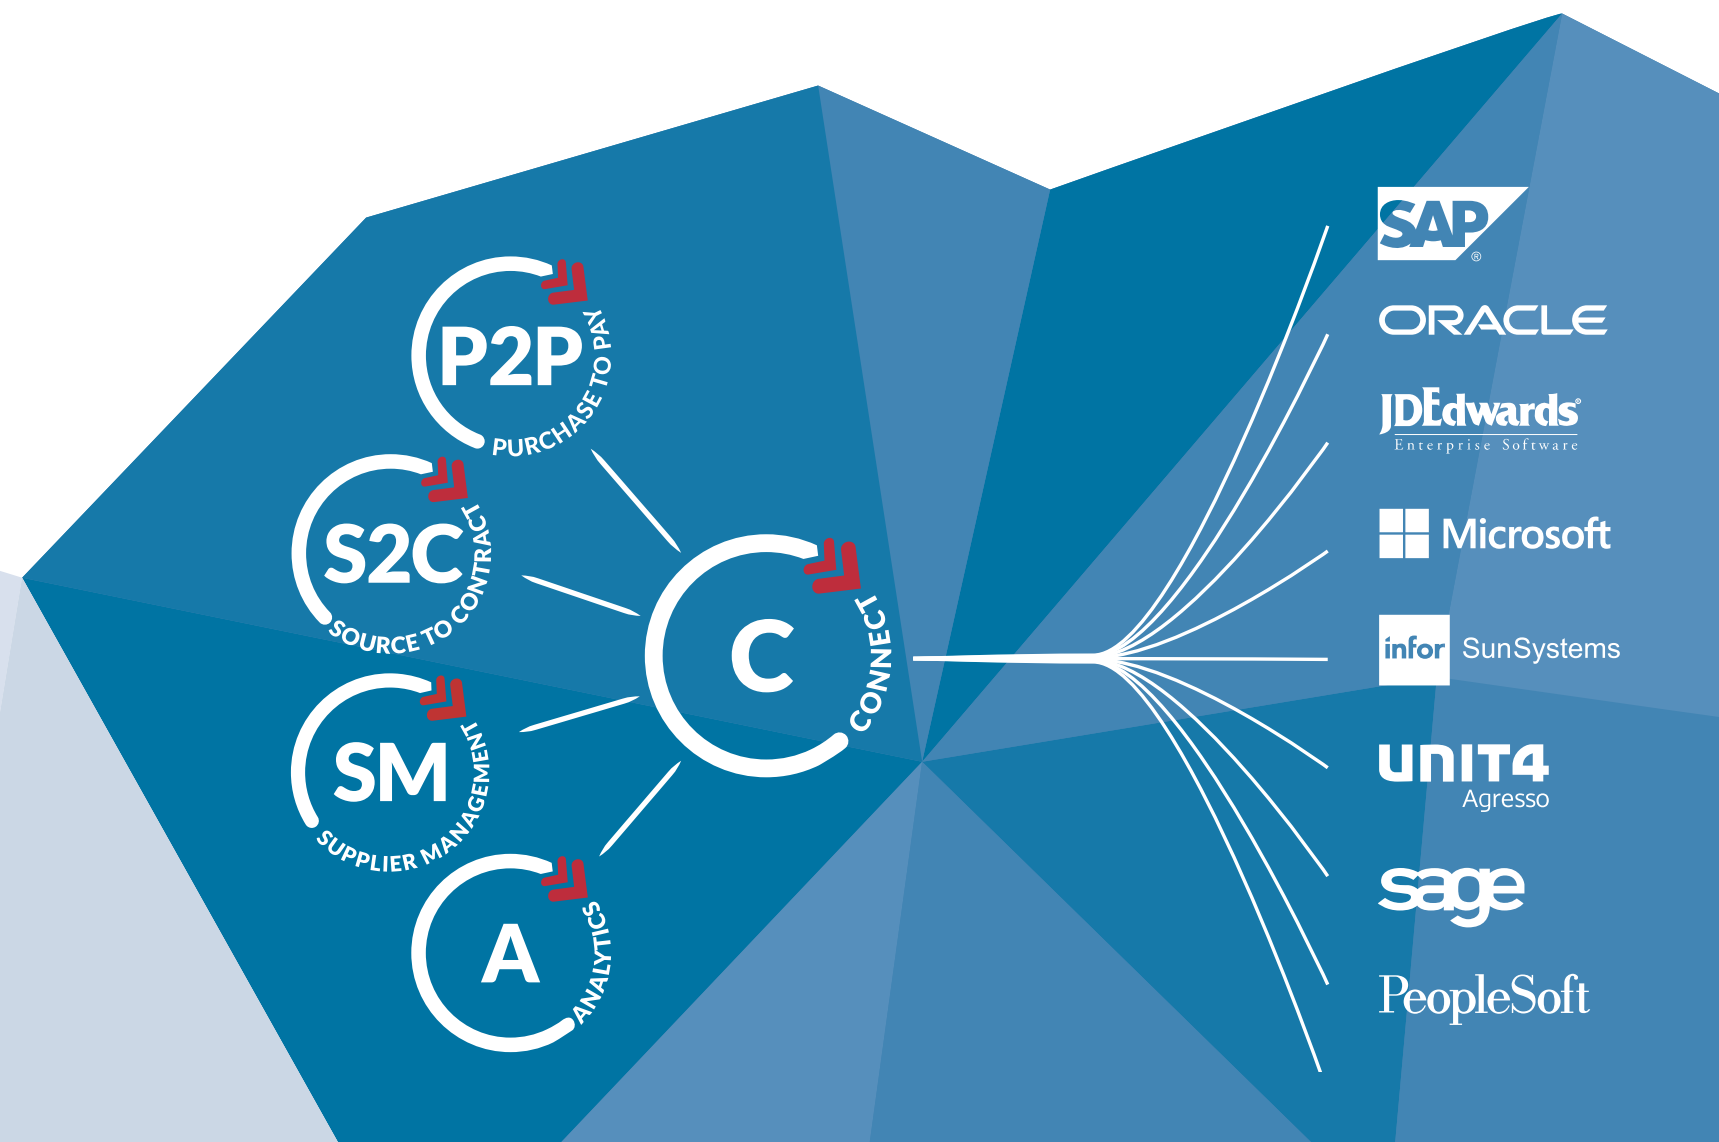 P2P
PURCHASE TO PAY
S2C
SOURCE TO CONTRACT
SM
SUPPLIER MANAGEMENT
A
ANALYTICS
C
CONNECT
SAP®
ORACLE
JDEdwards®
Enterprise Software
Microsoft
infor SunSystems
UNIT4
Agresso
sage
PeopleSoft